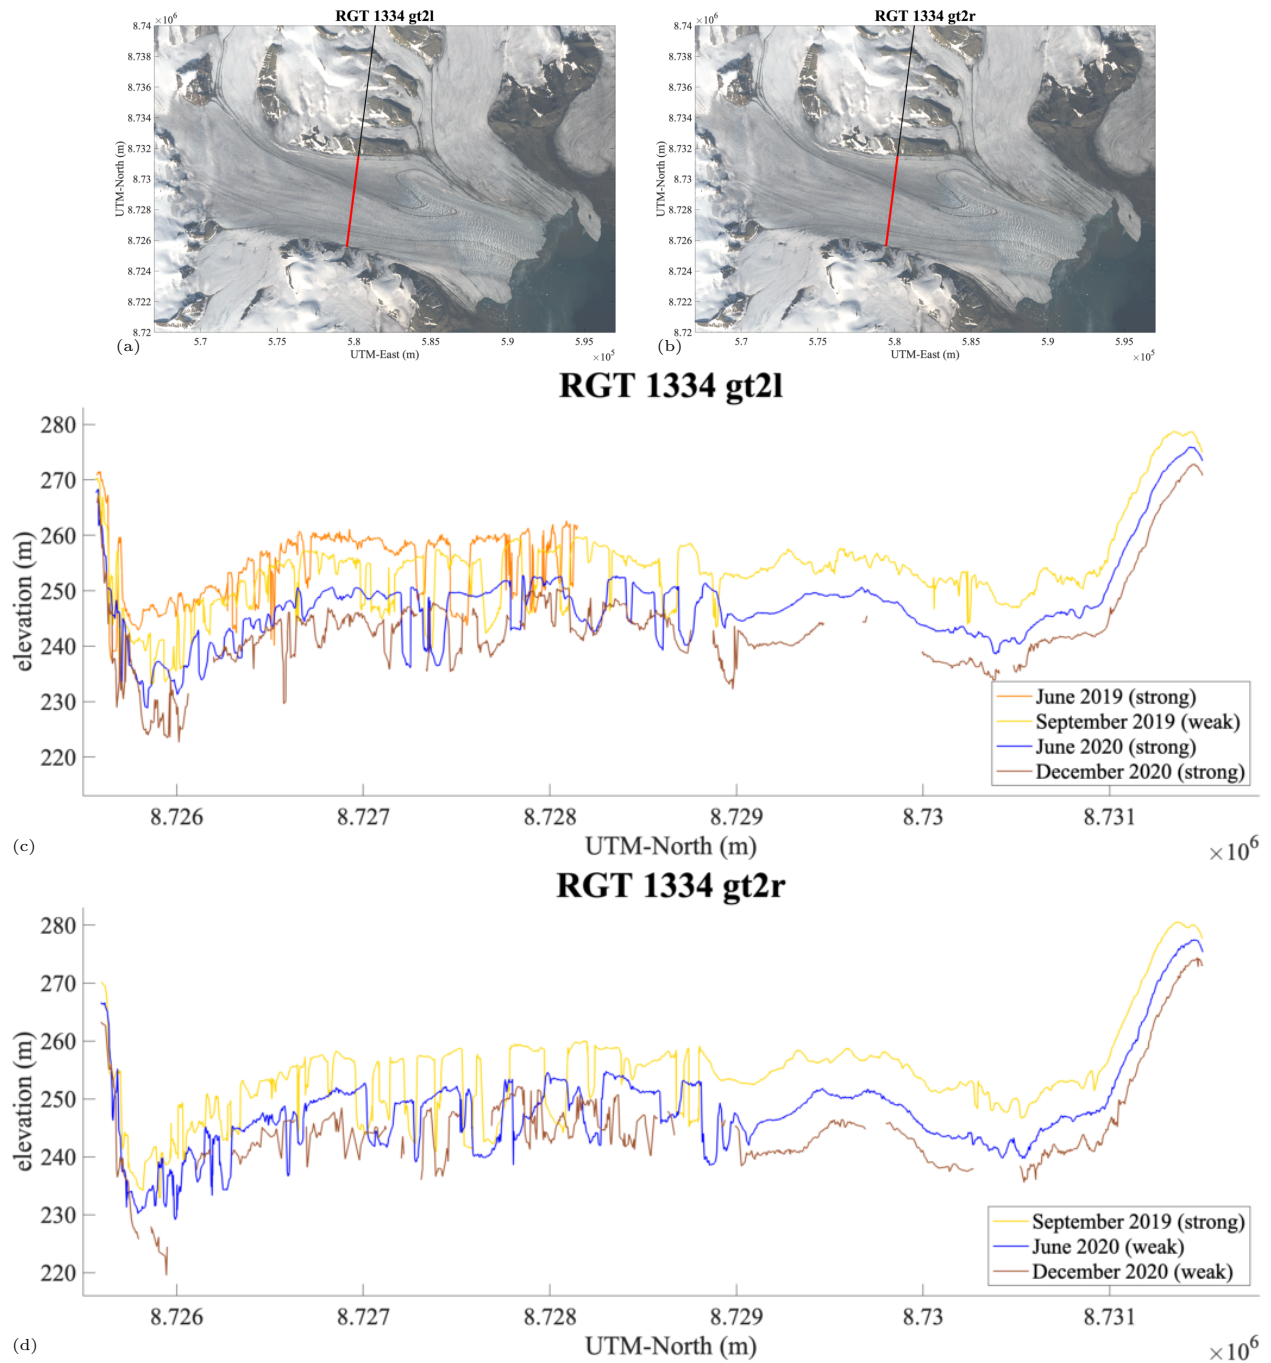 RGT 1334 gt2l
×10⁶
8.74
8.738
8.736
8.734
8.732
8.73
8.728
8.726
8.724
8.722
8.72
UTM-North (m)
5.7 5.75 5.8 5.85 5.9 5.95
UTM-East (m)
×10⁵
(a)
RGT 1334 gt2r
×10⁶
8.74
8.738
8.736
8.734
8.732
8.73
8.728
8.726
8.724
8.722
8.72
UTM-North (m)
5.7 5.75 5.8 5.85 5.9 5.95
UTM-East (m)
×10⁵
(b)
RGT 1334 gt2l
280
270
260
250
240
230
220
elevation (m)
June 2019 (strong)
September 2019 (weak)
June 2020 (strong)
December 2020 (strong)
8.726 8.727 8.728 8.729 8.73 8.731
UTM-North (m)
×10⁶
(c)
RGT 1334 gt2r
280
270
260
250
240
230
220
elevation (m)
September 2019 (strong)
June 2020 (weak)
December 2020 (weak)
8.726 8.727 8.728 8.729 8.73 8.731
UTM-North (m)
×10⁶
(d)